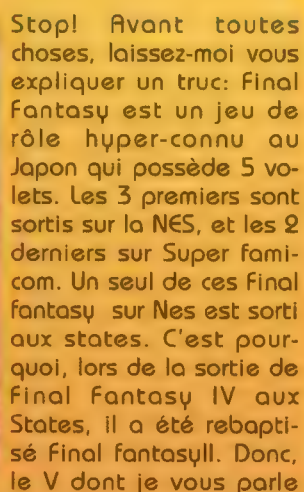 Stop! Avant toutes
choses, laissez-moi vous
expliquer un truc: Final
Fantasy est un jeu de
rôle hyper-connu au
Japon qui possède 5 vo-
lets. Les 3 premiers sont
sortis sur la NES, et les 2
derniers sur Super fami-
com. Un seul de ces Final
fantasy sur Nes est sorti
aux states. C'est pour-
quoi, lors de la sortie de
Final Fantasy IV aux
States, il a été rebapti-
sé Final fantasyII. Donc,
le V dont je vous parle